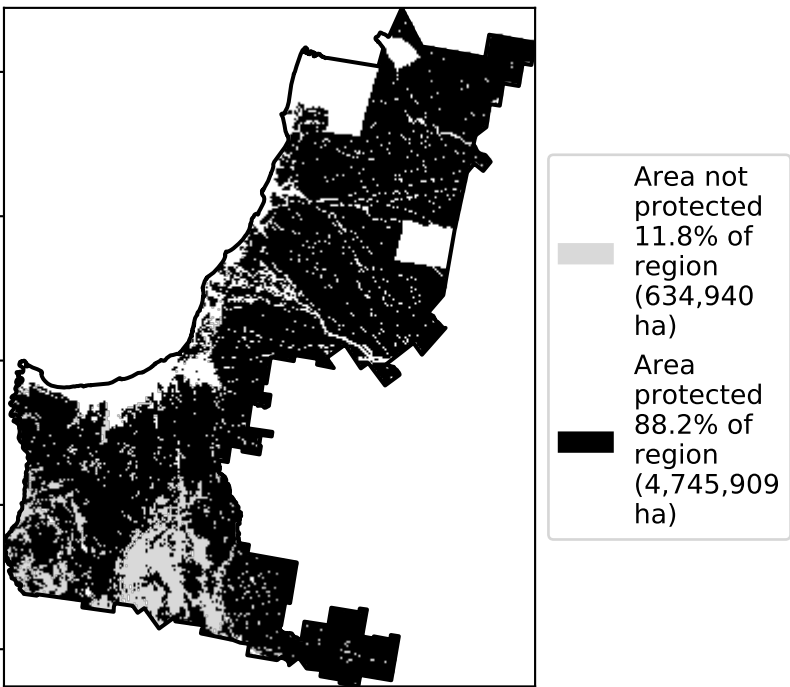 Area not
protected
11.8% of
region
(634,940
ha)
Area
protected
88.2% of
region
(4,745,909
ha)